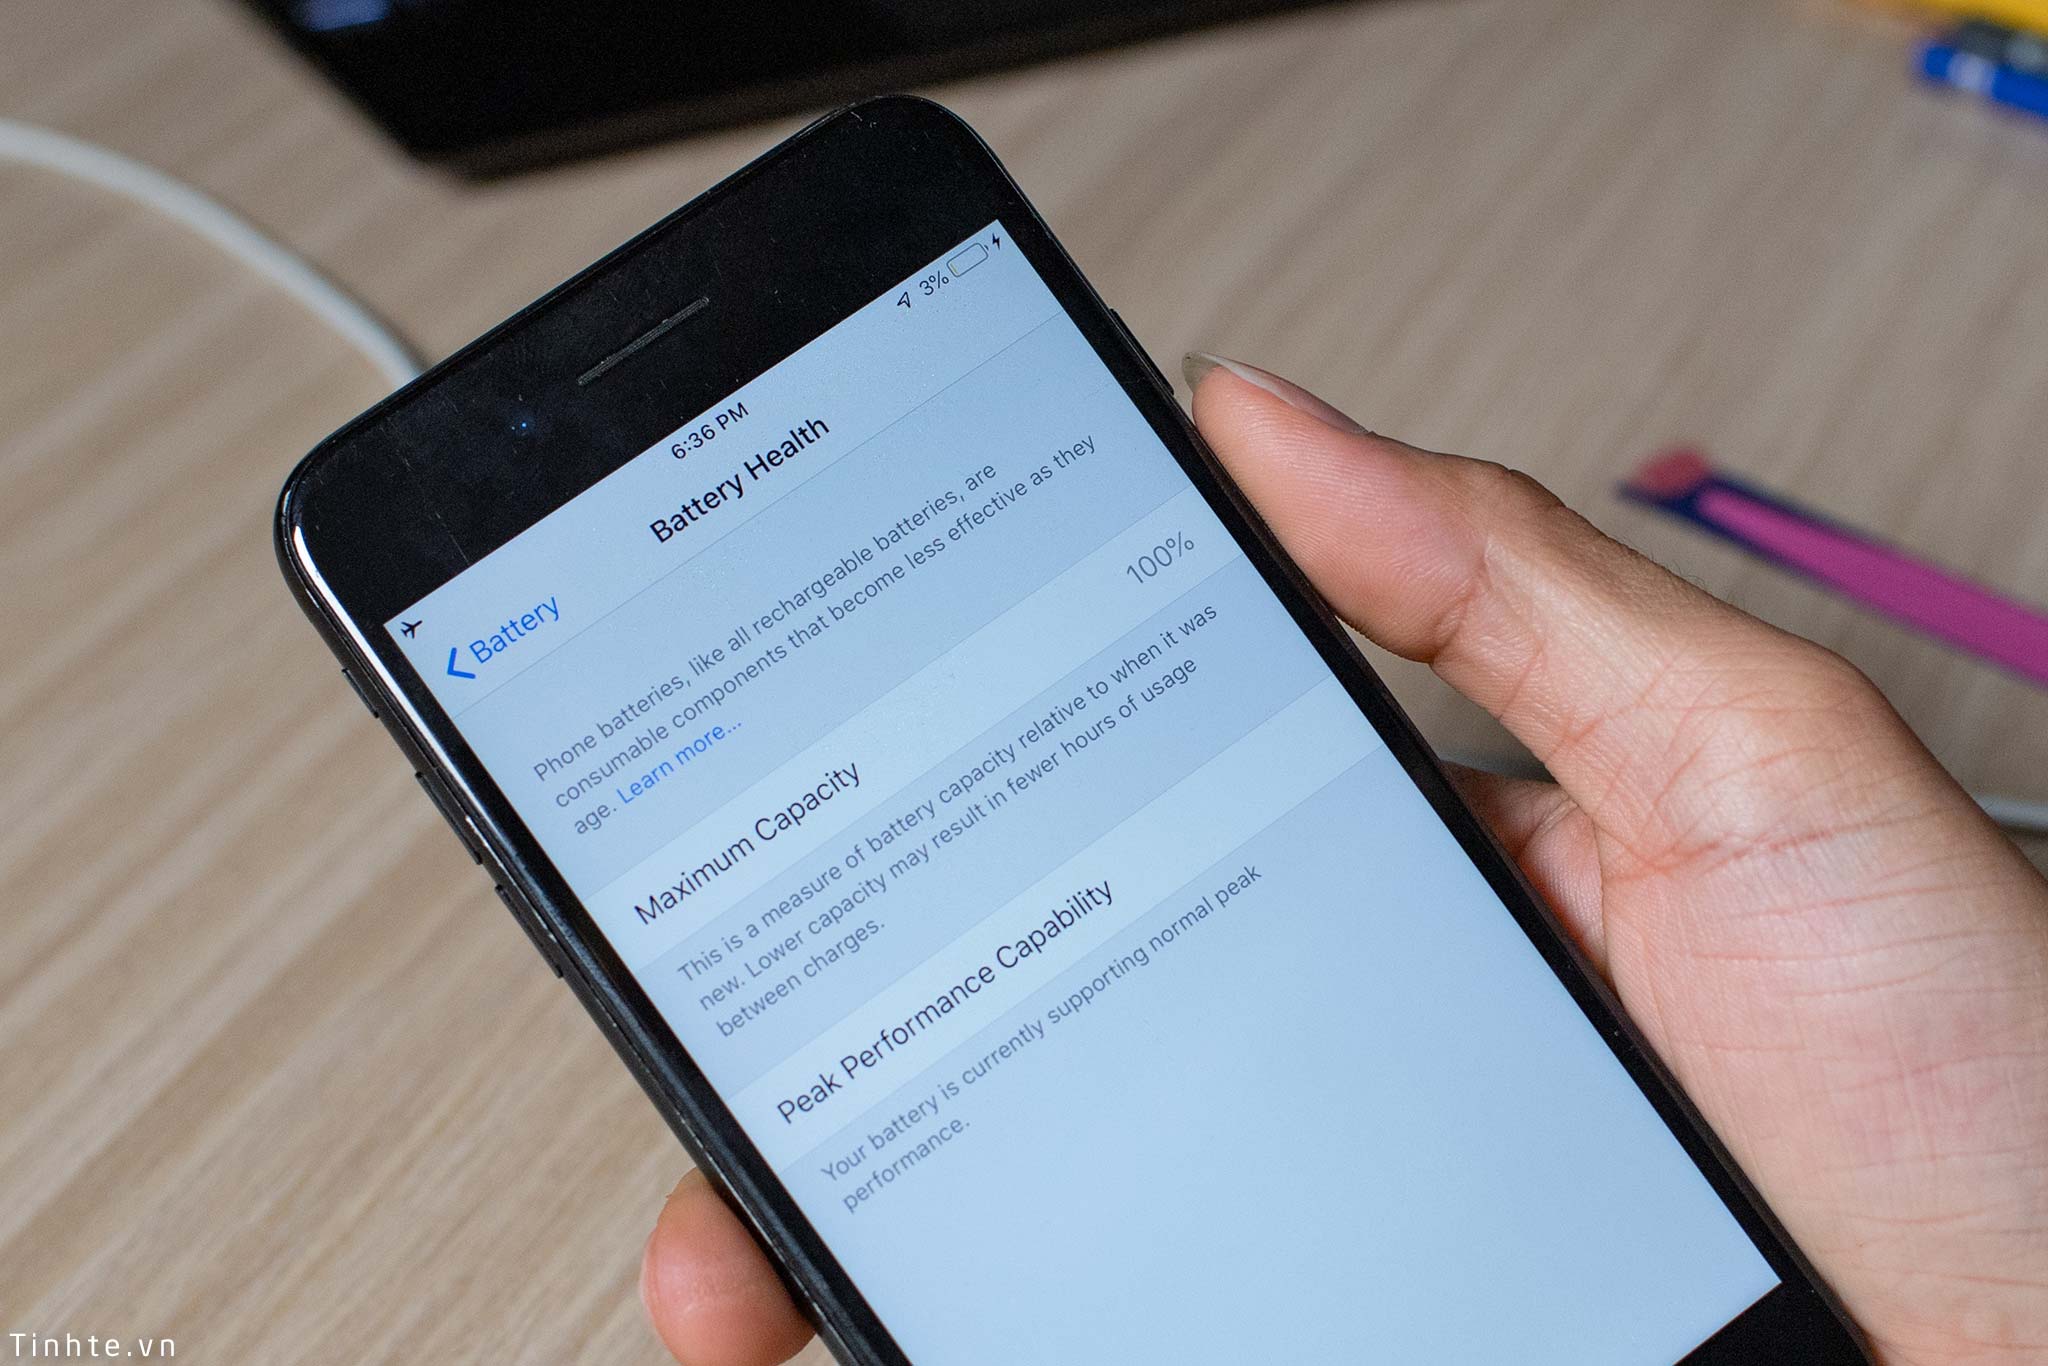 3%
6:36 PM
Battery
Battery Health
Phone batteries, like all rechargeable batteries, are
consumable components that become less effective as they
age. Learn more...
Maximum Capacity 100%
This is a measure of battery capacity relative to when it was
new. Lower capacity may result in fewer hours of usage
between charges.
Peak Performance Capability
Your battery is currently supporting normal peak
performance.
Tinhte.vn